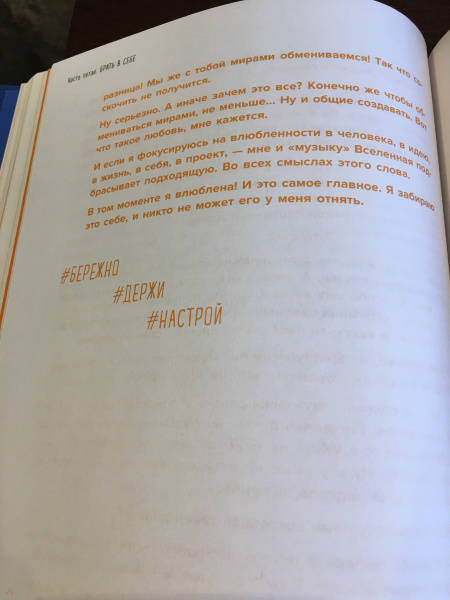 Часть пятая. БРАТЬ В СЕБЕ
разница! Мы же с тобой мирами обмениваемся! Так что со-
скочить не получится.
Ну серьезно. А иначе зачем это все? Конечно же чтобы об-
мениваться мирами, не меньше... Ну и общие создавать. Вот
что такое любовь, мне кажется.
И если я фокусируюсь на влюбленности в человека, в идею,
в жизнь, в себя, в проект, — мне и «музыку» Вселенная под-
брасывает подходящую. Во всех смыслах этого слова.
В том моменте я влюблена! И это самое главное. Я забираю
это себе, и никто не может его у меня отнять.
#БЕРЕЖНО
#ДЕРЖИ
#НАСТРОЙ